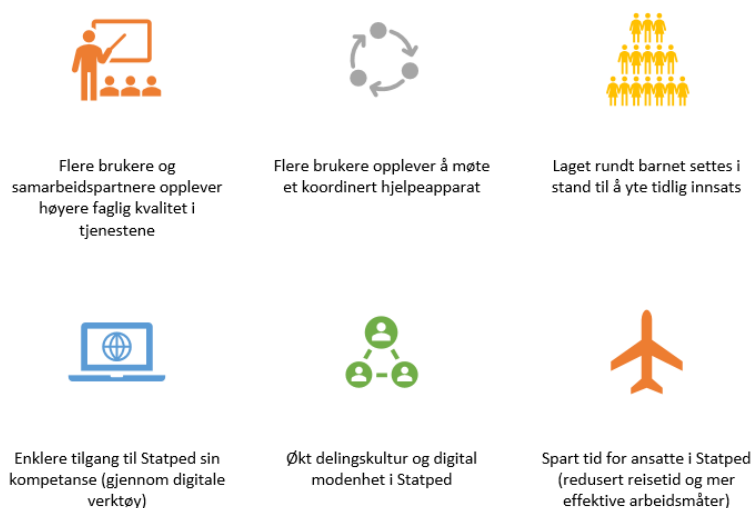 Flere brukere og
samarbeidspartnere opplever
høyere faglig kvalitet i
tjenestene
Flere brukere opplever å møte
et koordinert hjelpeapparat
Laget rundt barnet settes i
stand til å yte tidlig innsats
Enklere tilgang til Statped sin
kompetanse (gjennom digitale
verktøy)
Økt delingskultur og digital
modenhet i Statped
Spart tid for ansatte i Statped
(redusert reisetid og mer
effektive arbeidsmåter)